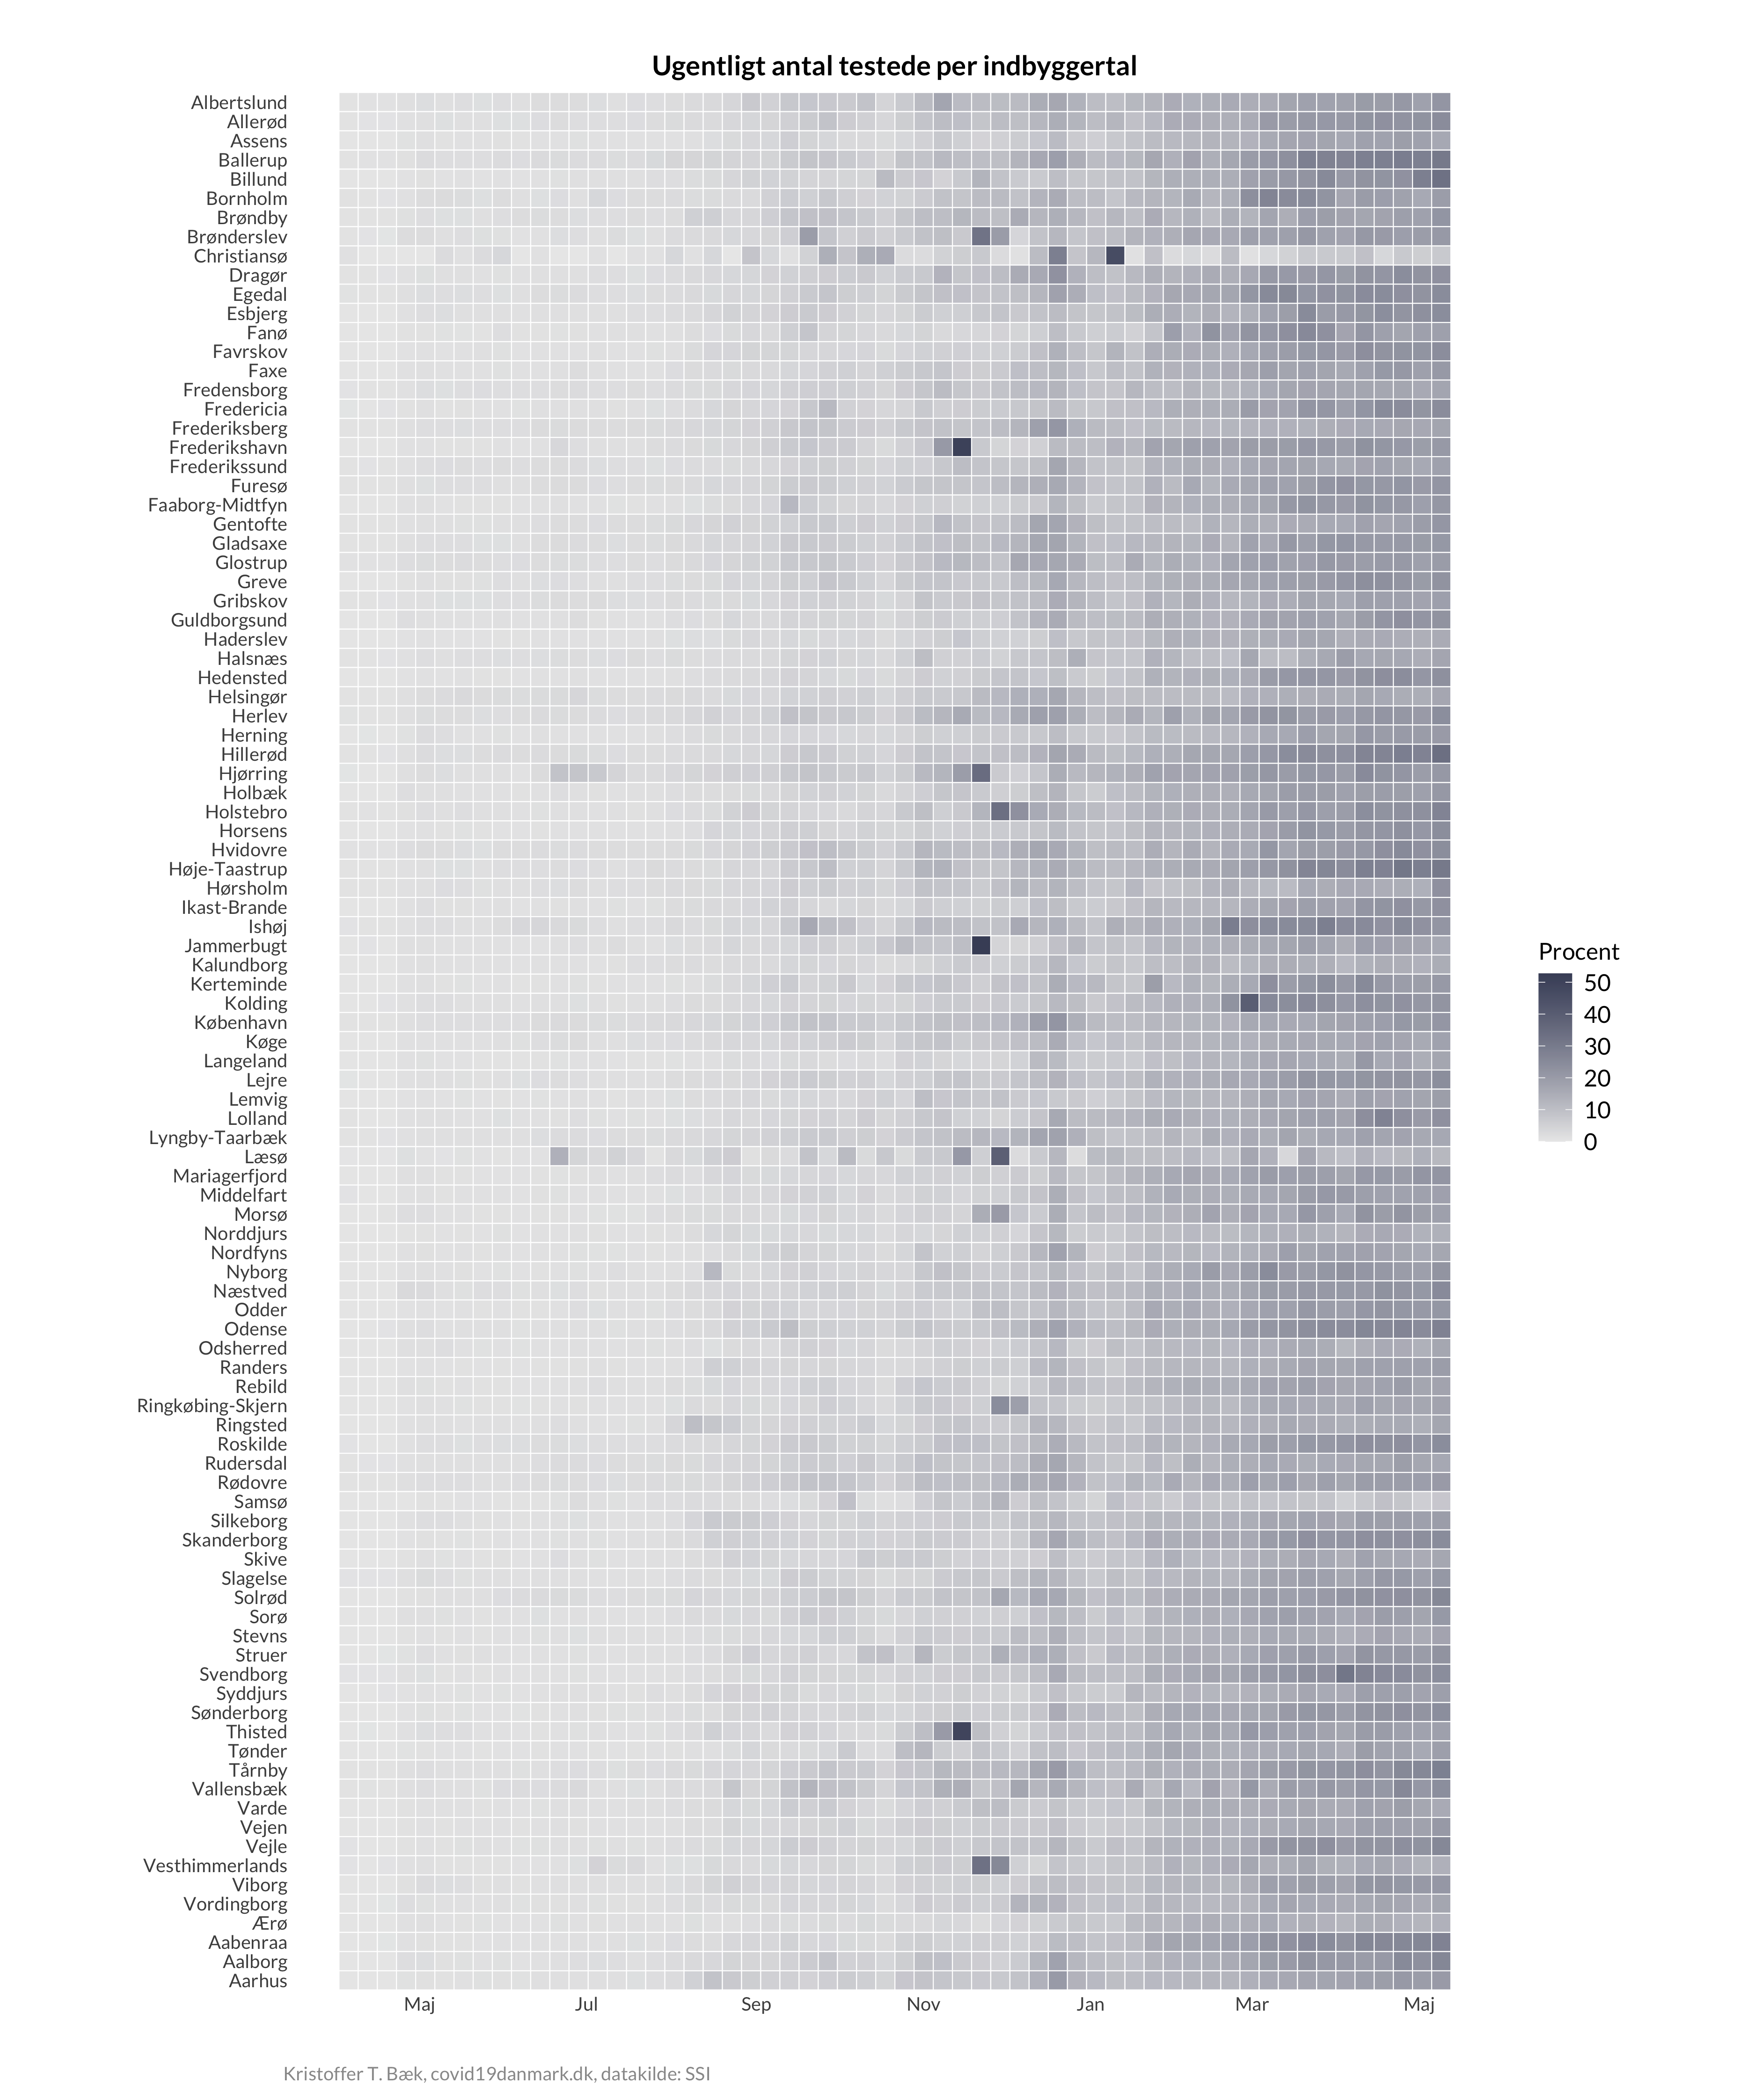 Ugentligt antal testede per indbyggertal
Albertslund
Allerød
Assens
Ballerup
Billund
Bornholm
Brøndby
Brønderslev
Christiansø
Dragør
Egedal
Esbjerg
Fanø
Favrskov
Faxe
Fredensborg
Fredericia
Frederiksberg
Frederikshavn
Frederikssund
Furesø
Faaborg-Midtfyn
Gentofte
Gladsaxe
Glostrup
Greve
Gribskov
Guldborgsund
Haderslev
Halsnæs
Hedensted
Helsingør
Herlev
Herning
Hillerød
Hjørring
Holbæk
Holstebro
Horsens
Hvidovre
Høje-Taastrup
Hørsholm
Ikast-Brande
Ishøj
Jammerbugt
Kalundborg
Kerteminde
Kolding
København
Køge
Langeland
Lejre
Lemvig
Lolland
Lyngby-Taarbæk
Læsø
Mariagerfjord
Middelfart
Morsø
Norddjurs
Nordfyns
Nyborg
Næstved
Odder
Odense
Odsherred
Randers
Rebild
Ringkøbing-Skjern
Ringsted
Roskilde
Rudersdal
Rødovre
Samsø
Silkeborg
Skanderborg
Skive
Slagelse
Solrød
Sorø
Stevns
Struer
Svendborg
Syddjurs
Sønderborg
Thisted
Tønder
Tårnby
Vallensbæk
Varde
Vejen
Vejle
Vesthimmerlands
Viborg
Vordingborg
Ærø
Aabenraa
Aalborg
Aarhus
Maj Jul Sep Nov Jan Mar Maj
Procent
50
40
30
20
10
0
Kristoffer T. Bæk, covid19danmark.dk, datakilde: SSI